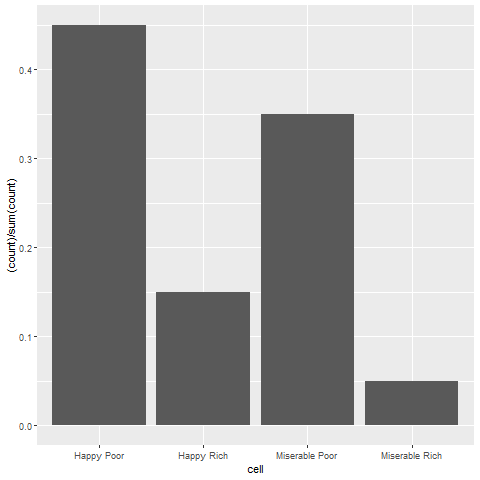 (count)/sum(count)
0.4
0.3
0.2
0.1
0.0
Happy Poor Happy Rich Miserable Poor Miserable Rich
cell